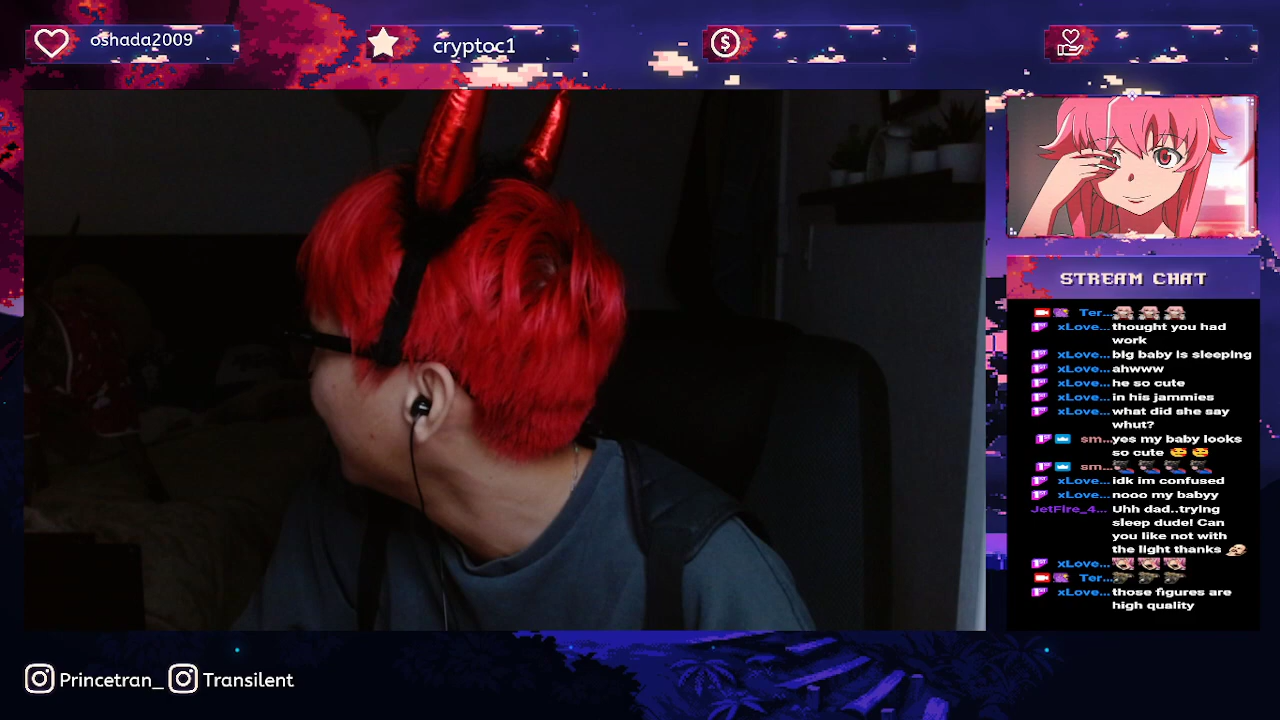 oshada2009
cryptoc1
STREAM CHAT
Ter...
xLove... thought you had
work
xLove... big baby is sleeping
xLove... ahwww
xLove... he so cute
xLove... in his jammies
xLove... what did she say
whut?
sm... yes my baby looks
so cute
sm...
xLove... idk im confused
xLove... nooo my babyy
JetFire_4... Uhh dad..trying
sleep dude! Can
you like not with
the light thanks
xLove...
Ter...
xLove... those figures are
high quality
Princetran_ Transilent